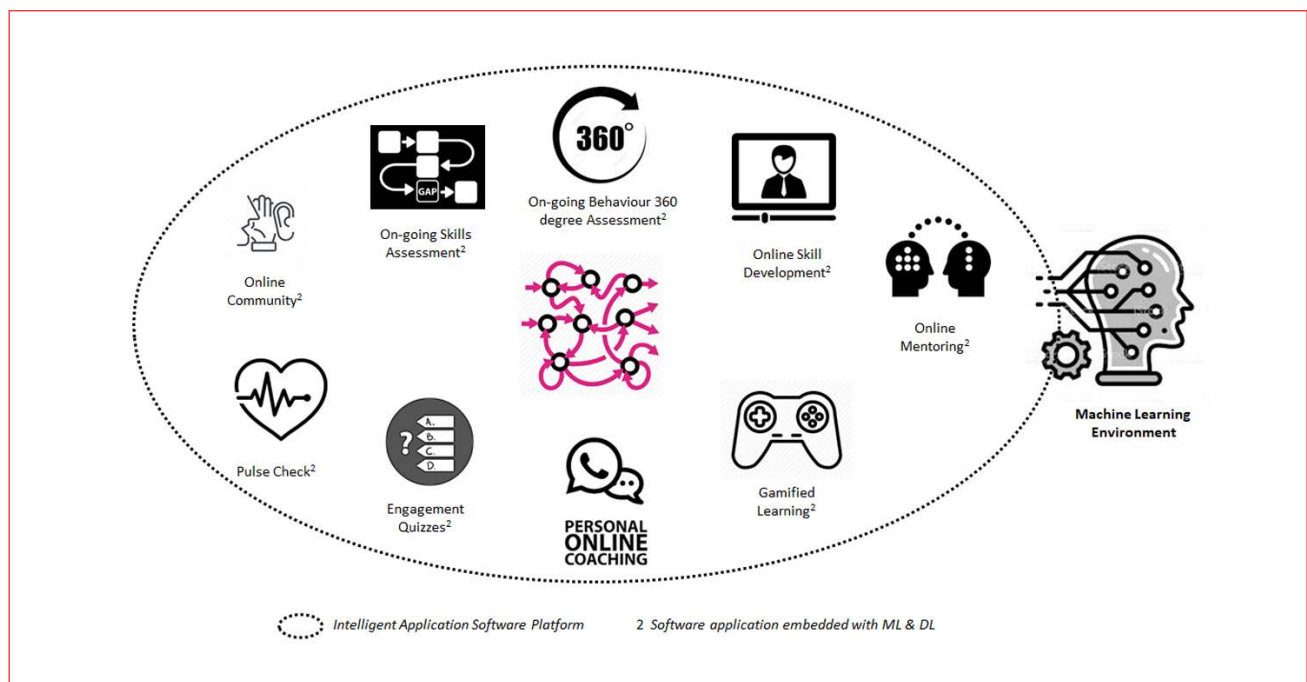 360°
On-going Behaviour 360
degree Assessment²
GAP
On-going Skills
Assessment²
Online Skill
Development²
Online
Community²
Online
Mentoring²
Machine Learning
Environment
Pulse Check²
?
A.
B.
C.
D.
Engagement
Quizzes²
PERSONAL
ONLINE
COACHING
Gamified
Learning²
Intelligent Application Software Platform
2 Software application embedded with ML & DL